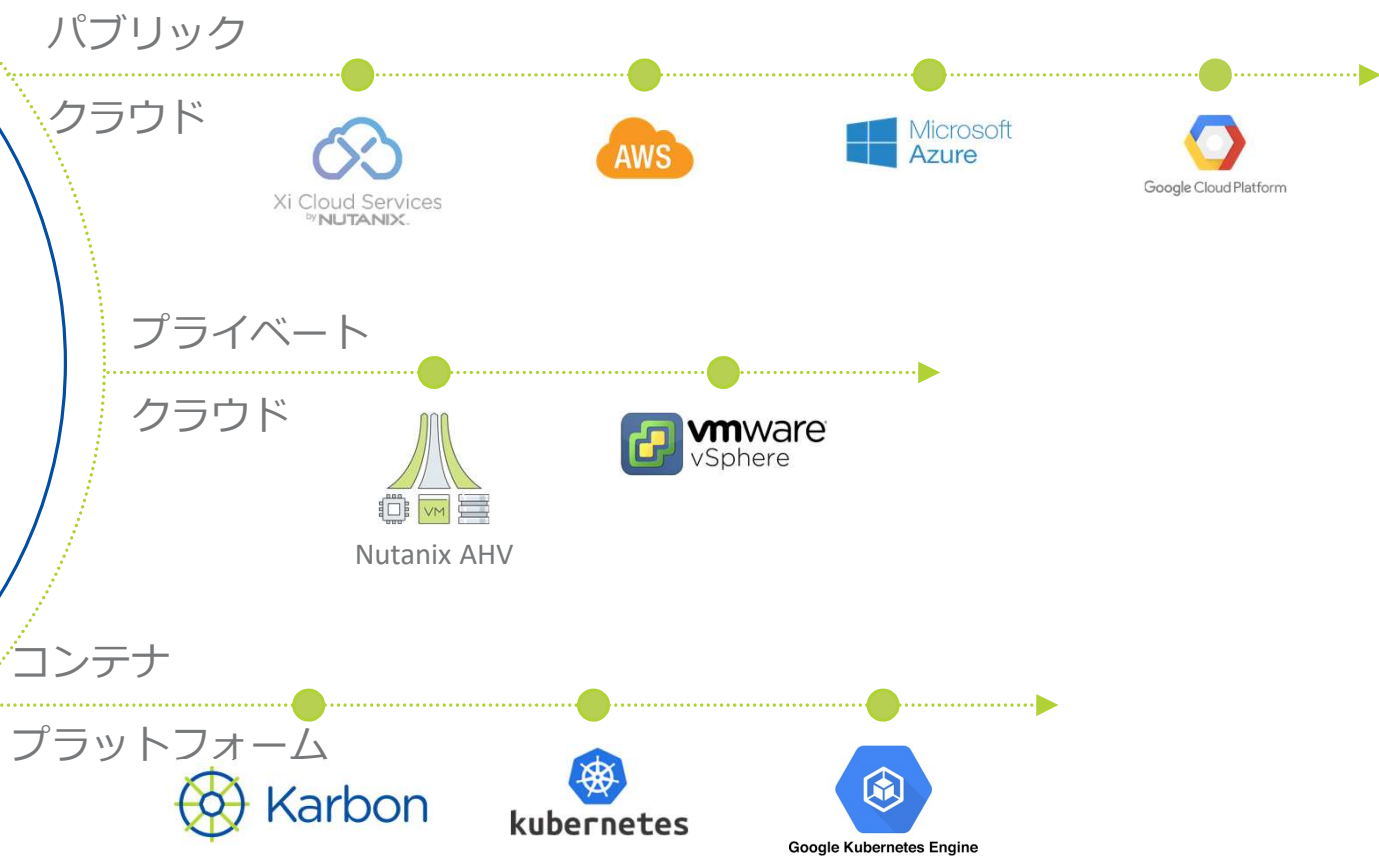 パブリック
クラウド
Xi Cloud Services
by NUTANIX.
AWS
Microsoft
Azure
Google Cloud Platform
プライベート
クラウド
VM
Nutanix AHV
vmware
vSphere
コンテナ
プラットフォーム
Karbon
kubernetes
Google Kubernetes Engine